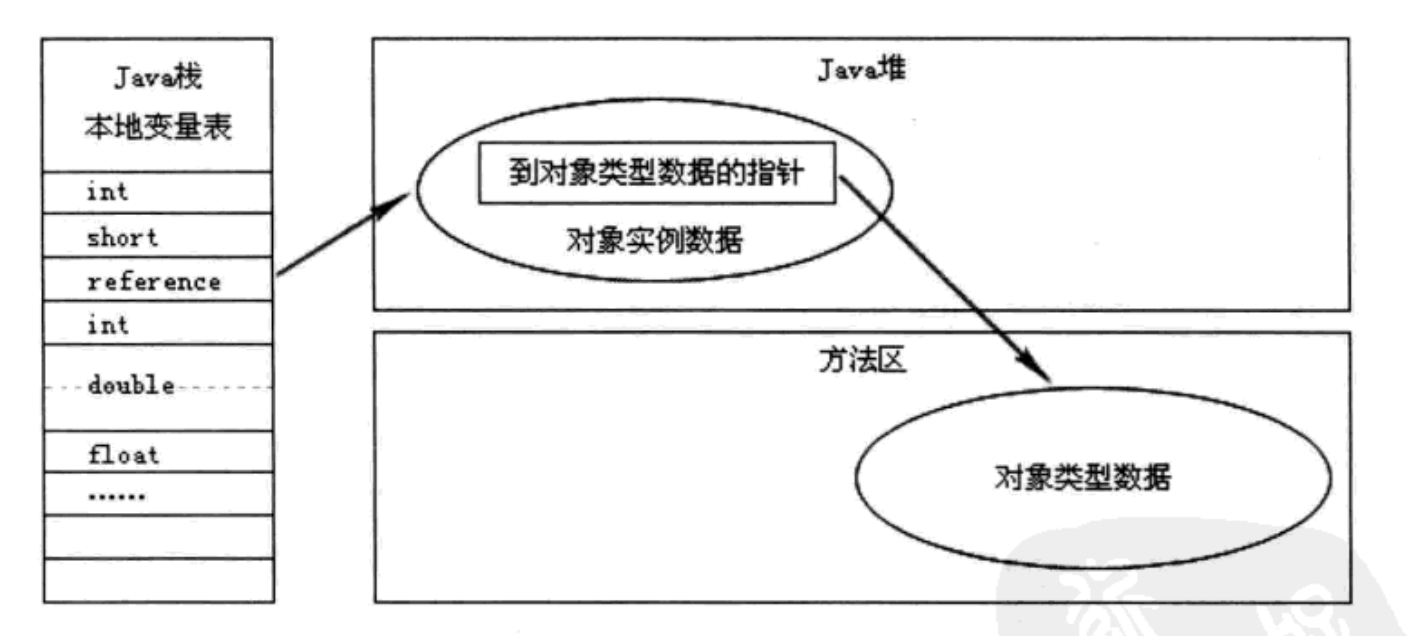 Java栈
本地变量表
int
short
reference
int
double
float
......
Java堆
到对象类型数据的指针
对象实例数据
方法区
对象类型数据